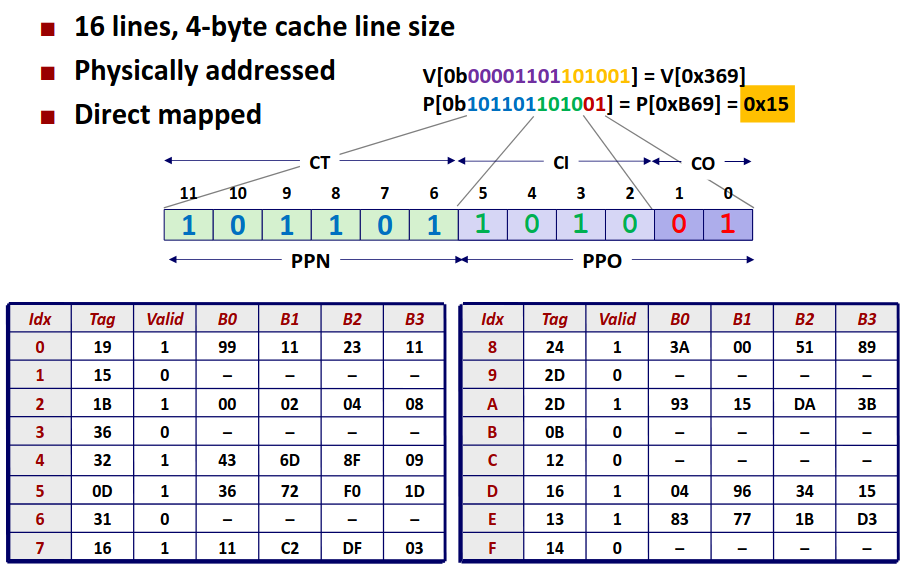 16 lines, 4-byte cache line size
Physically addressed
Direct mapped
V[0b00001101101001] = V[0x369]
P[0b101101101001] = P[0xB69] = 0x15
CT CI CO
11 10 9 8 7 6 5 4 3 2 1 0
1 0 1 1 0 1 1 0 1 0 0 1
PPN PPO
Idx Tag Valid B0 B1 B2 B3
0 19 1 99 11 23 11
1 15 0 – – – –
2 1B 1 00 02 04 08
3 36 0 – – – –
4 32 1 43 6D 8F 09
5 0D 1 36 72 F0 1D
6 31 0 – – – –
7 16 1 11 C2 DF 03
Idx Tag Valid B0 B1 B2 B3
8 24 1 3A 00 51 89
9 2D 0 – – – –
A 2D 1 93 15 DA 3B
B 0B 0 – – – –
C 12 0 – – – –
D 16 1 04 96 34 15
E 13 1 83 77 1B D3
F 14 0 – – – –